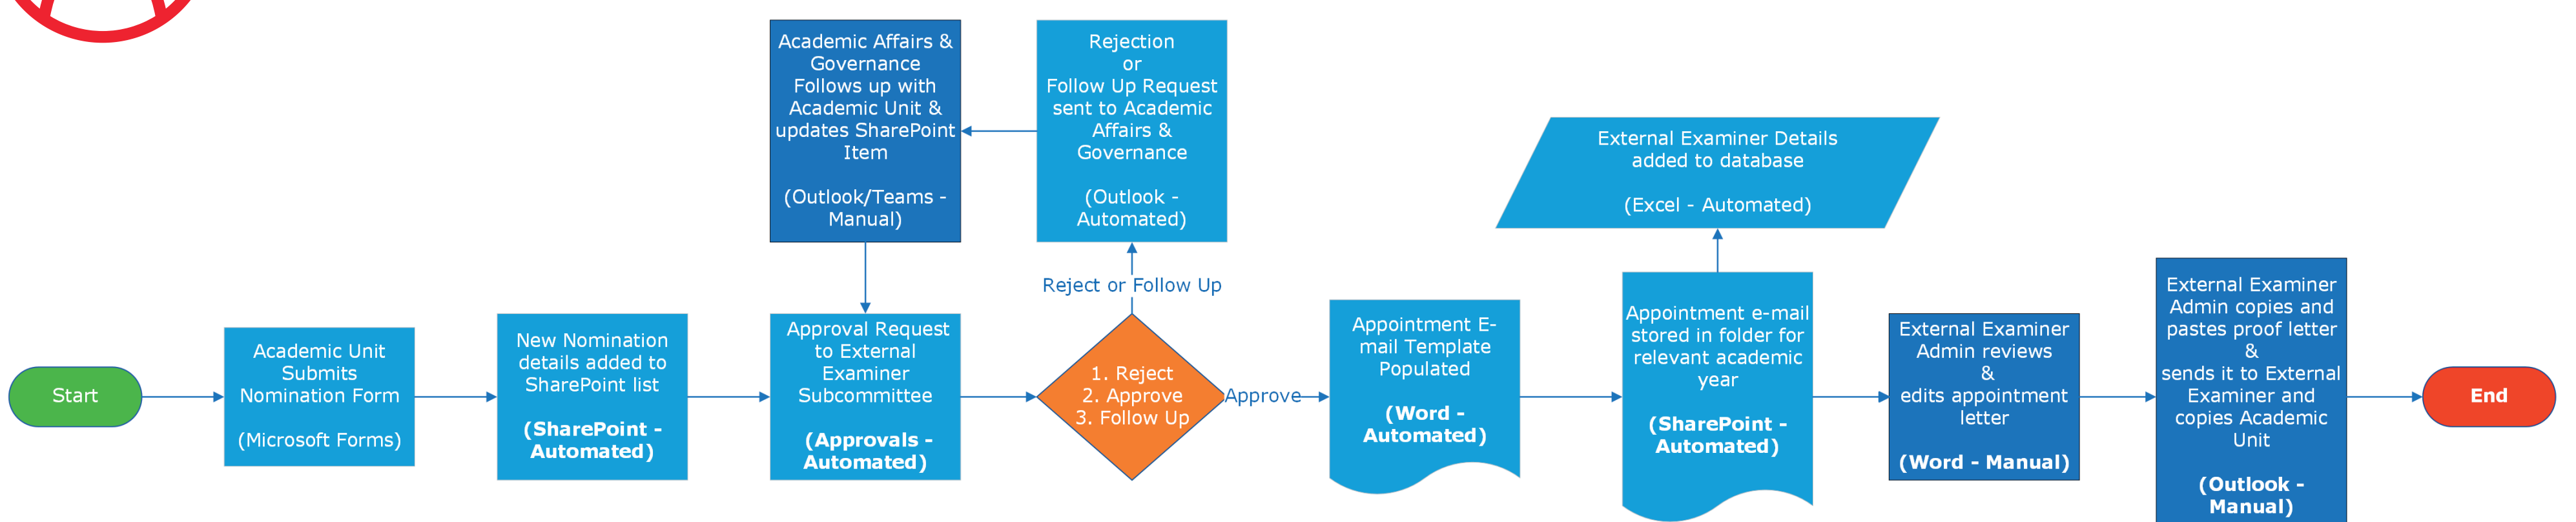 Start
Academic Unit
Submits
Nomination Form
(Microsoft Forms)
New Nomination
details added to
SharePoint list
(SharePoint -
Automated)
Academic Affairs &
Governance
Follows up with
Academic Unit &
updates SharePoint
Item
(Outlook/Teams -
Manual)
Approval Request
to External
Examiner
Subcommittee
(Approvals -
Automated)
Rejection
or
Follow Up Request
sent to Academic
Affairs &
Governance
(Outlook -
Automated)
Reject or Follow Up
1. Reject
2. Approve
3. Follow Up
Approve
Appointment E-
mail Template
Populated
(Word -
Automated)
External Examiner Details
added to database
(Excel - Automated)
Appointment e-mail
stored in folder for
relevant academic
year
(SharePoint -
Automated)
External Examiner
Admin reviews
&
edits appointment
letter
(Word - Manual)
External Examiner
Admin copies and
pastes proof letter
&
sends it to External
Examiner and
copies Academic
Unit
(Outlook -
Manual)
End